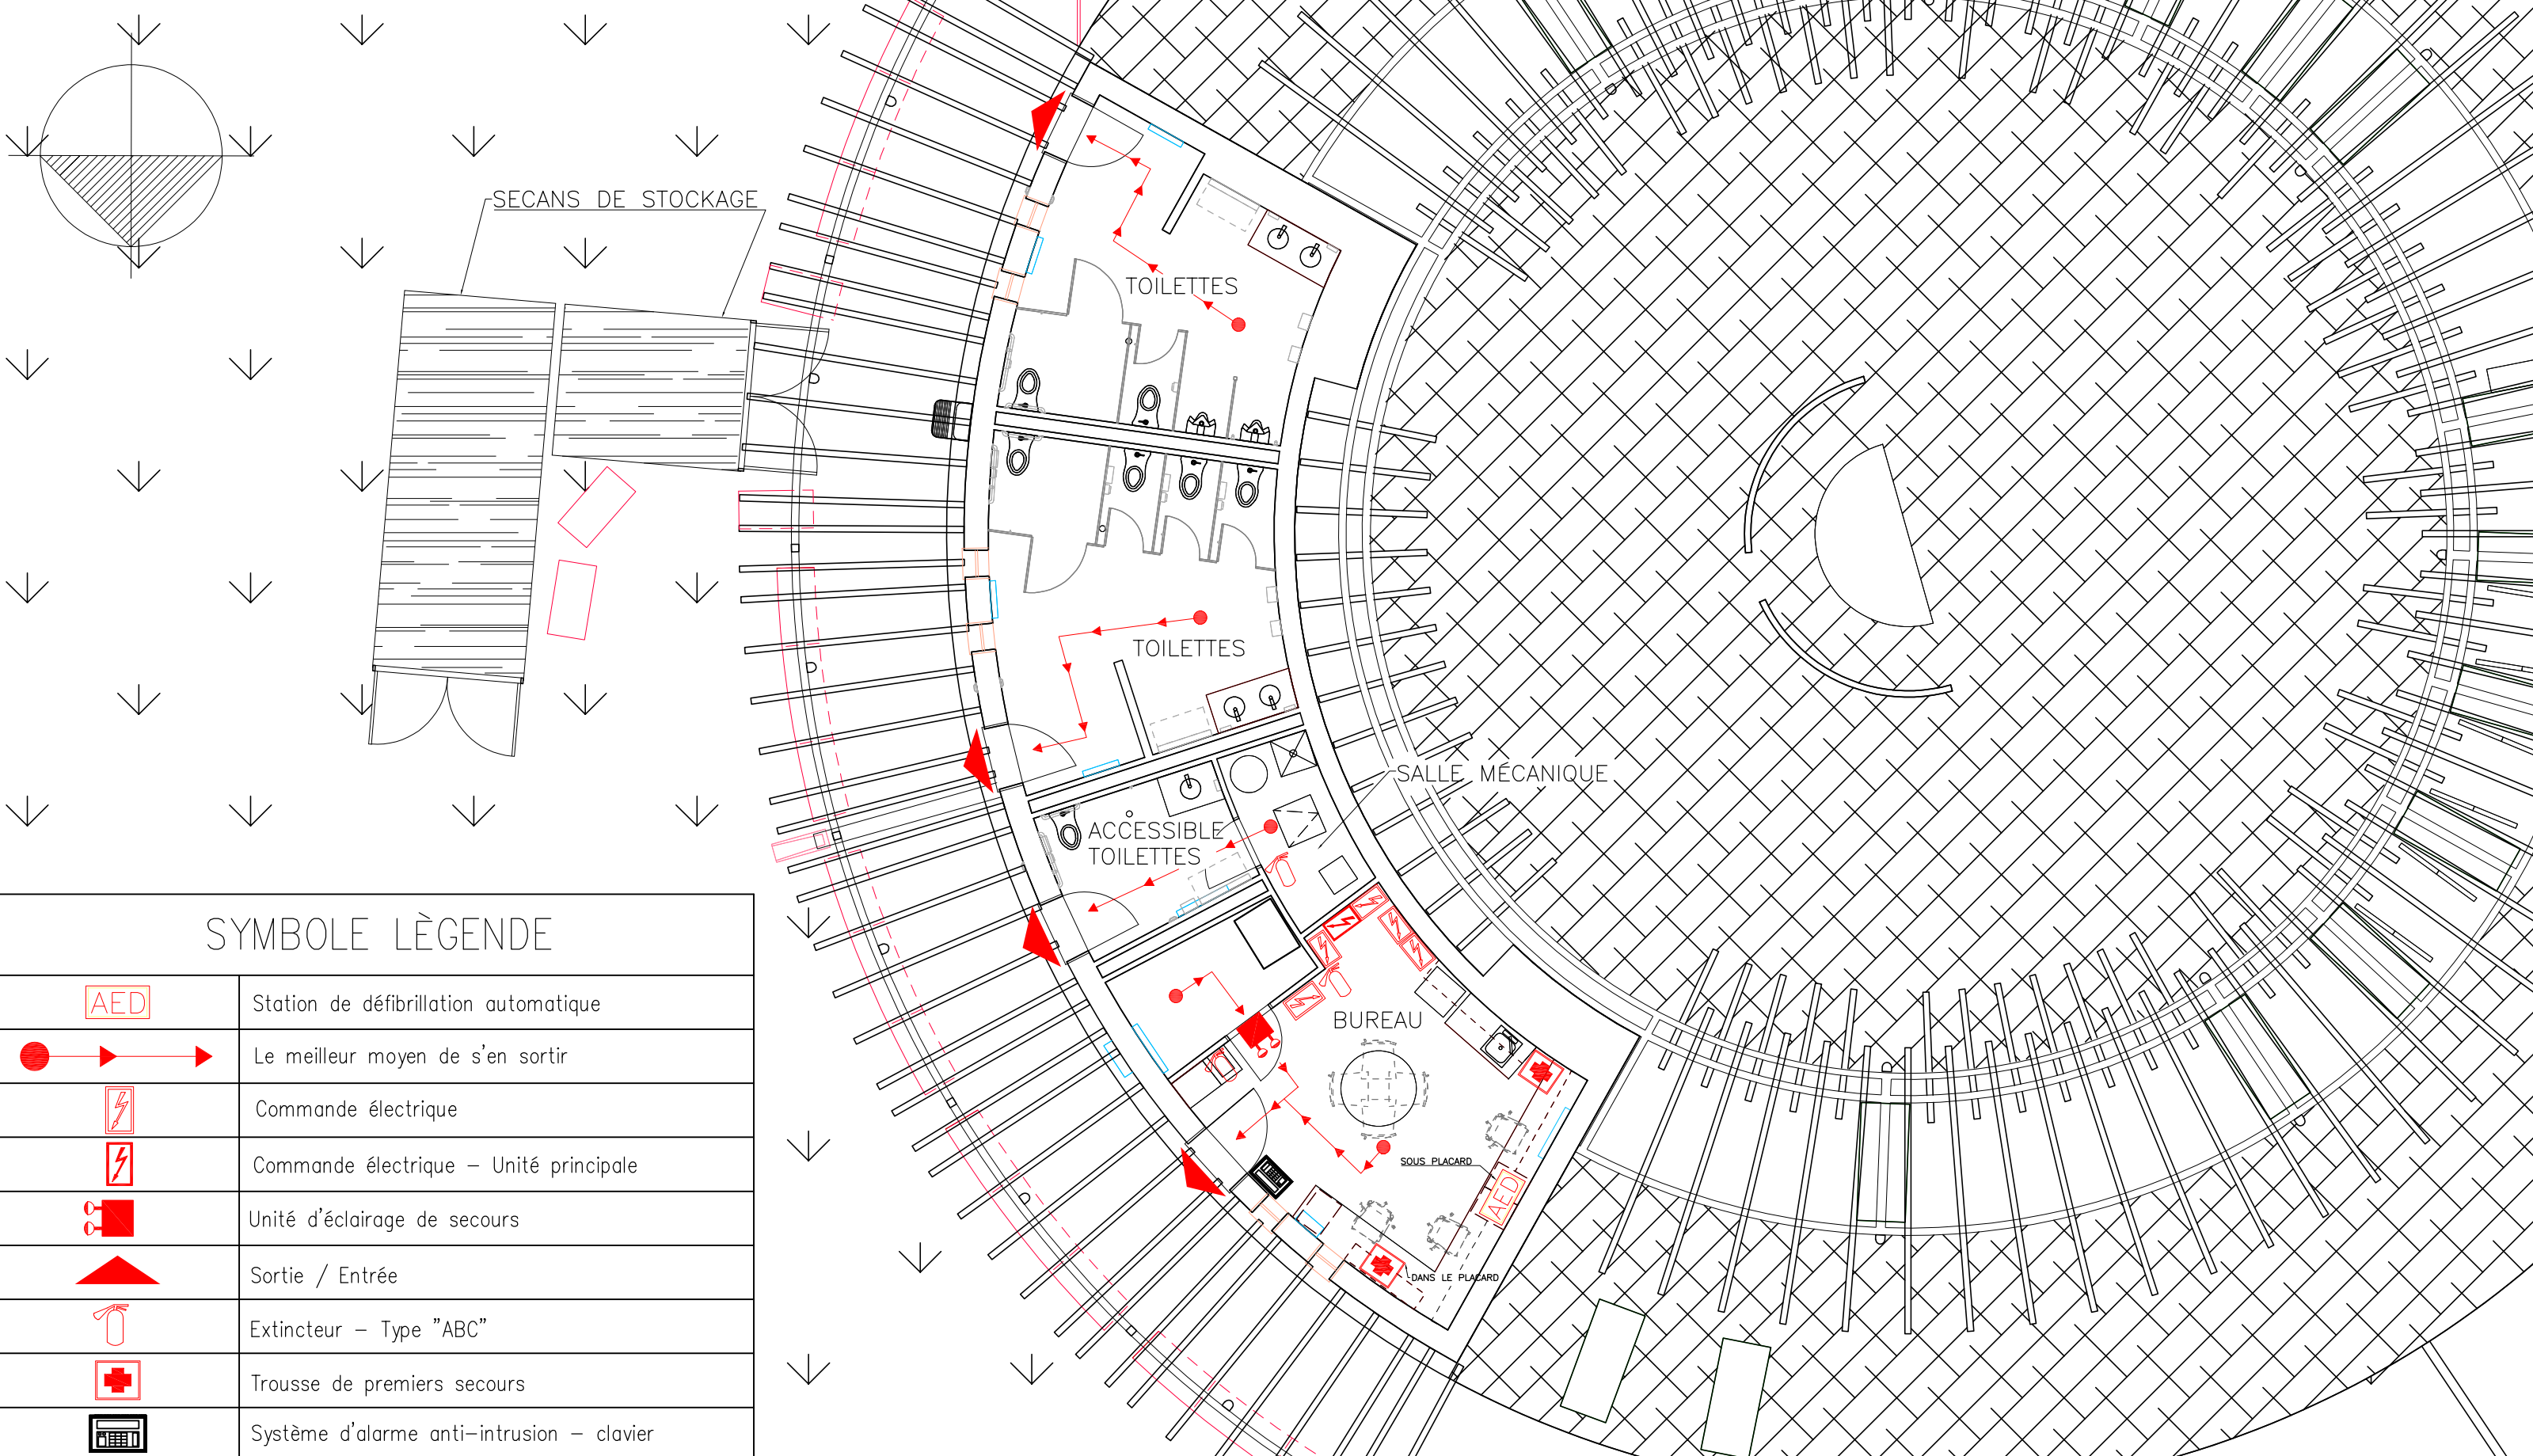 SECANS DE STOCKAGE
TOILETTES
TOILETTES
SALLE MÉCANIQUE
ACCESSIBLE
TOILETTES
BUREAU
SOUS PLACARD
AED
DANS LE PLACARD
SYMBOLE LÈGENDE
AED Station de défibrillation automatique
Le meilleur moyen de s'en sortir
Commande électrique
Commande électrique - Unité principale
Unité d'éclairage de secours
Sortie / Entrée
Extincteur - Type "ABC"
Trousse de premiers secours
Système d'alarme anti-intrusion - clavier